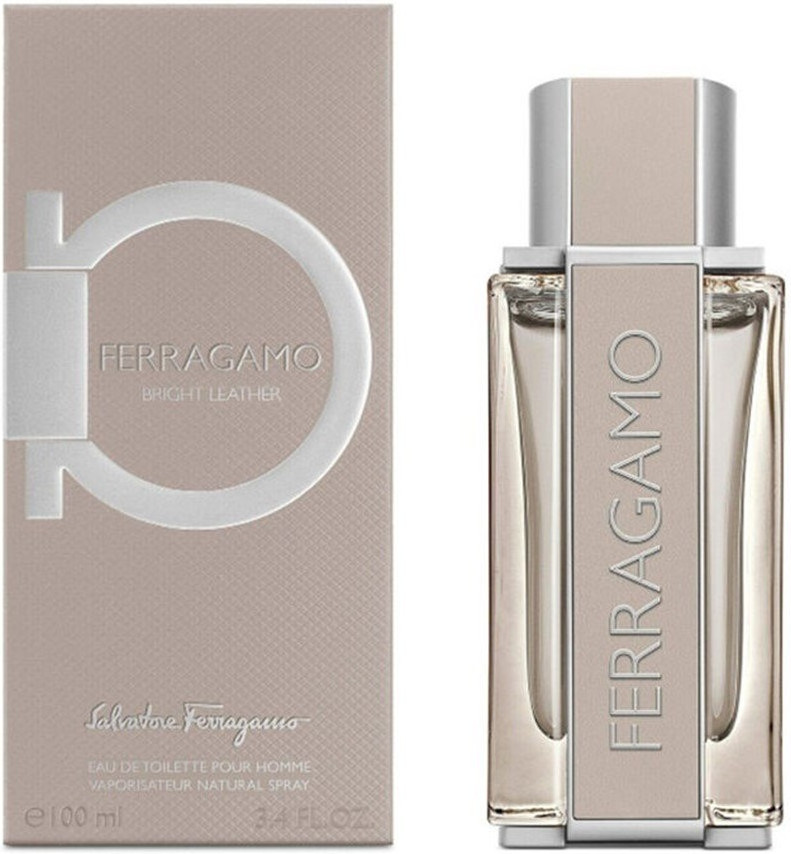 FERRAGAMO
BRIGHT LEATHER
Salvatore Ferragamo
EAU DE TOILETTE POUR HOMME
VAPORISATEUR NATURAL SPRAY
e100 ml 3.4 FL.OZ.
FERRAGAMO